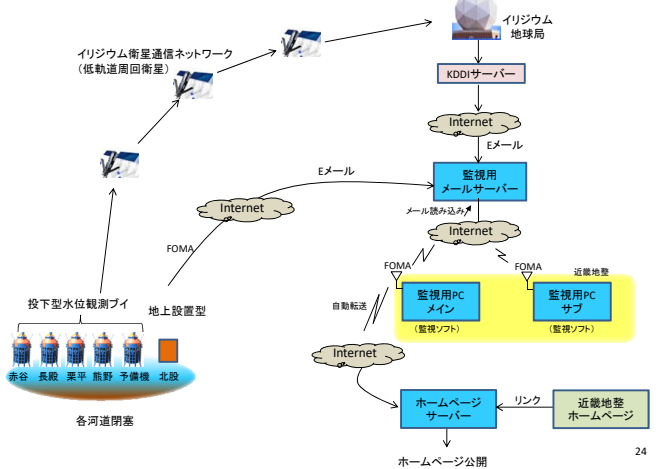 イリジウム
地球局
イリジウム衛星通信ネットワーク
（低軌道周回衛星）
KDDIサーバー
Internet
Eメール
監視用
メールサーバー
Eメール
Internet
メール読み込み
Internet
FOMA
FOMA
FOMA
近畿地整
投下型水位観測ブイ
地上設置型
自動転送
監視用PC
メイン
（監視ソフト）
監視用PC
サブ
（監視ソフト）
Internet
赤谷
長殿
栗平
熊野
予備機
北股
各河道閉塞
ホームページ
サーバー
リンク
近畿地整
ホームページ
ホームページ公開
24